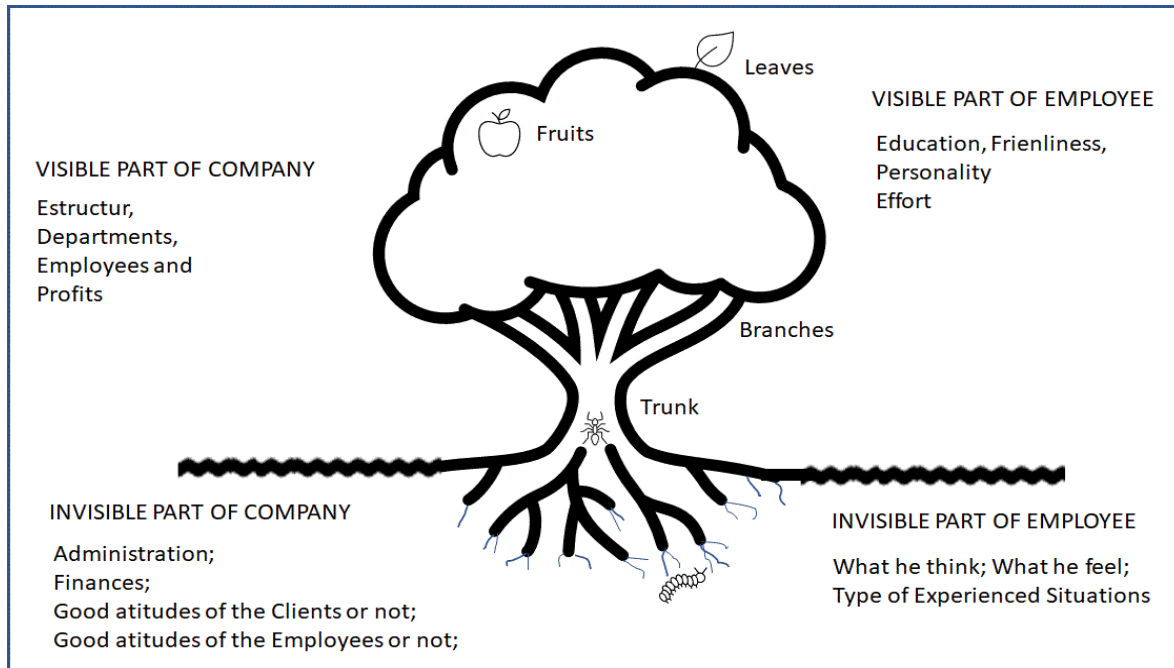 Leaves
Fruits
VISIBLE PART OF EMPLOYEE
Education, Frienliness,
Personality
Effort
VISIBLE PART OF COMPANY
Estructur,
Departments,
Employees and
Profits
Branches
Trunk
INVISIBLE PART OF COMPANY
Administration;
Finances;
Good atitudes of the Clients or not;
Good atitudes of the Employees or not;
INVISIBLE PART OF EMPLOYEE
What he think; What he feel;
Type of Experienced Situations